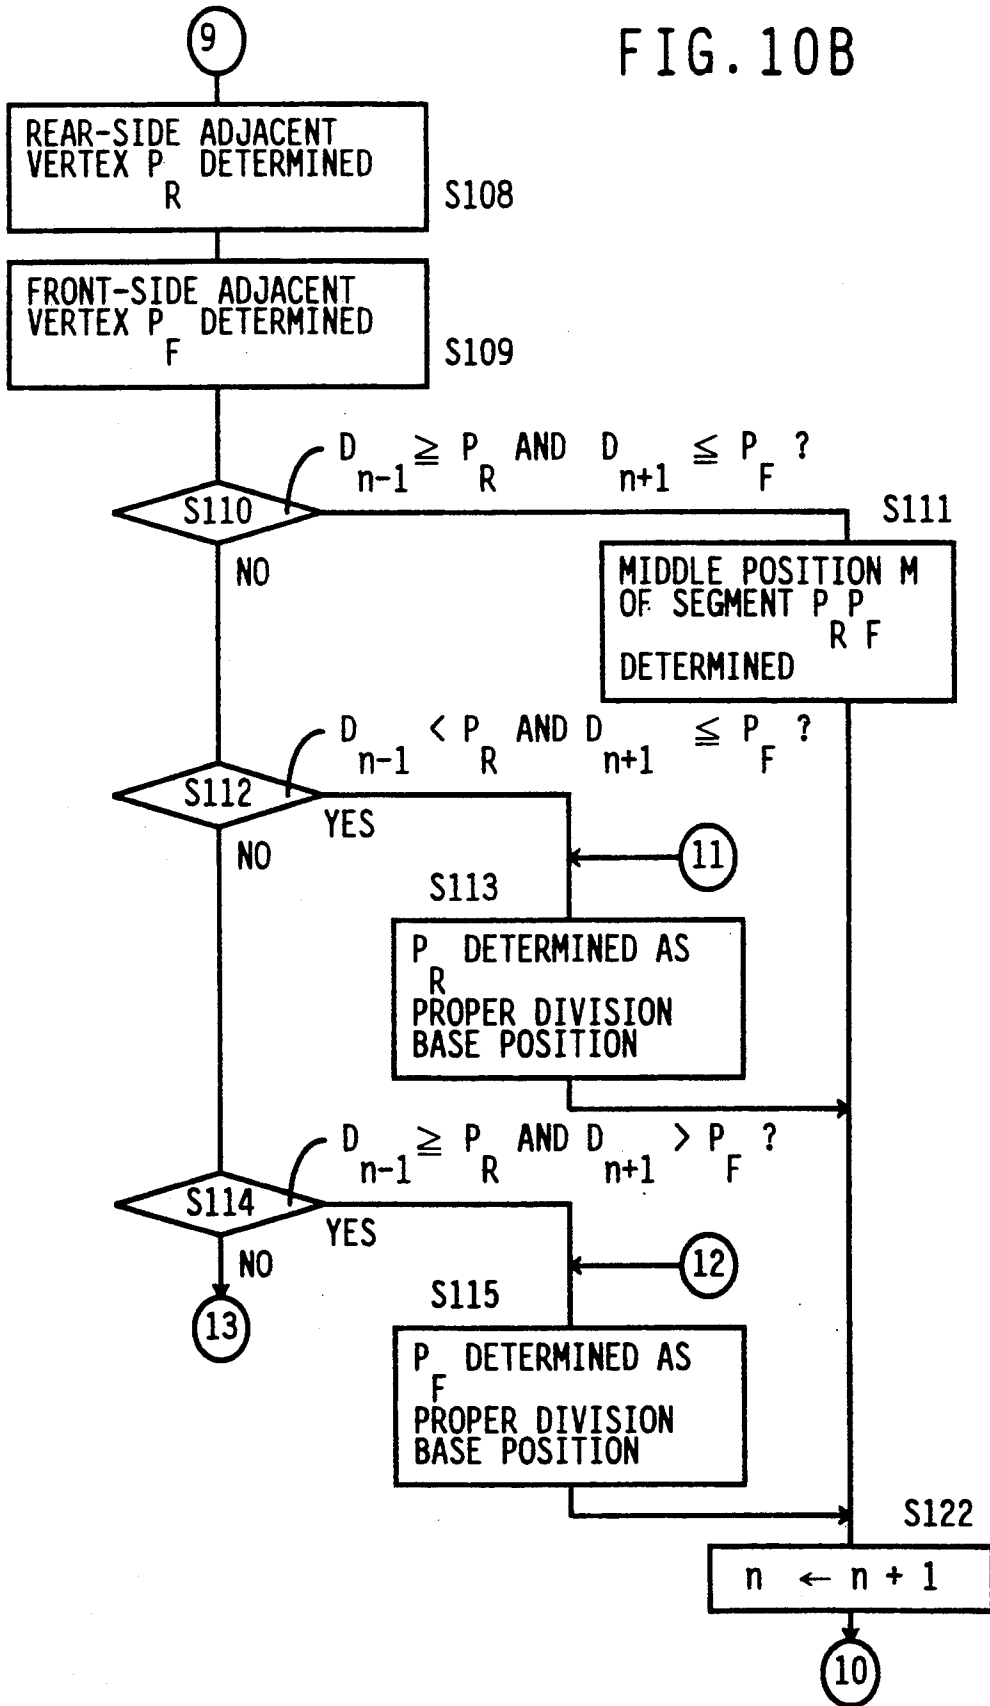 FIG.10B
9
REAR-SIDE ADJACENT
VERTEX P DETERMINED
R
S108
FRONT-SIDE ADJACENT
VERTEX P DETERMINED
F
S109
D n-1 ≧ P R AND D n+1 ≦ P F ?
S110
NO
S111
MIDDLE POSITION M
OF SEGMENT P P
R F
DETERMINED
D n-1 < P R AND D n+1 ≦ P F ?
S112
YES
NO
11
S113
P DETERMINED AS
R
PROPER DIVISION
BASE POSITION
D n-1 ≧ P R AND D n+1 > P F ?
S114
YES
NO
13
12
S115
P DETERMINED AS
F
PROPER DIVISION
BASE POSITION
S122
n ← n + 1
10